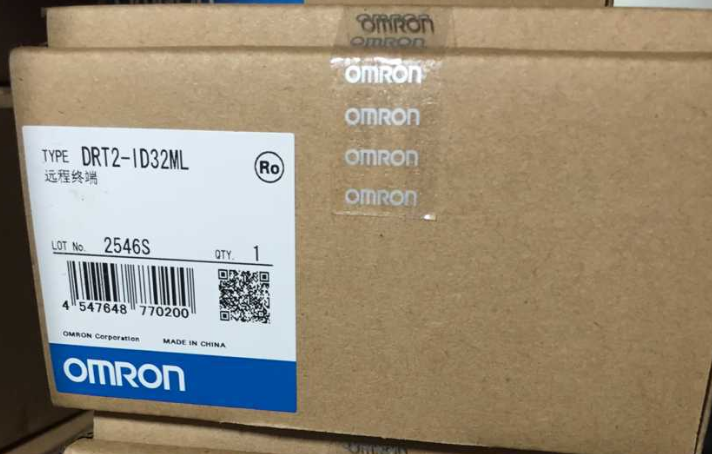 OMRON
OMRON
OMRON
OMRON
OMRON
OMRON
TYPE DRT2-ID32ML
远程终端
Ro
LOT No. 2546S QTY. 1
4 547648 770200
OMRON Corporation MADE IN CHINA
OMRON